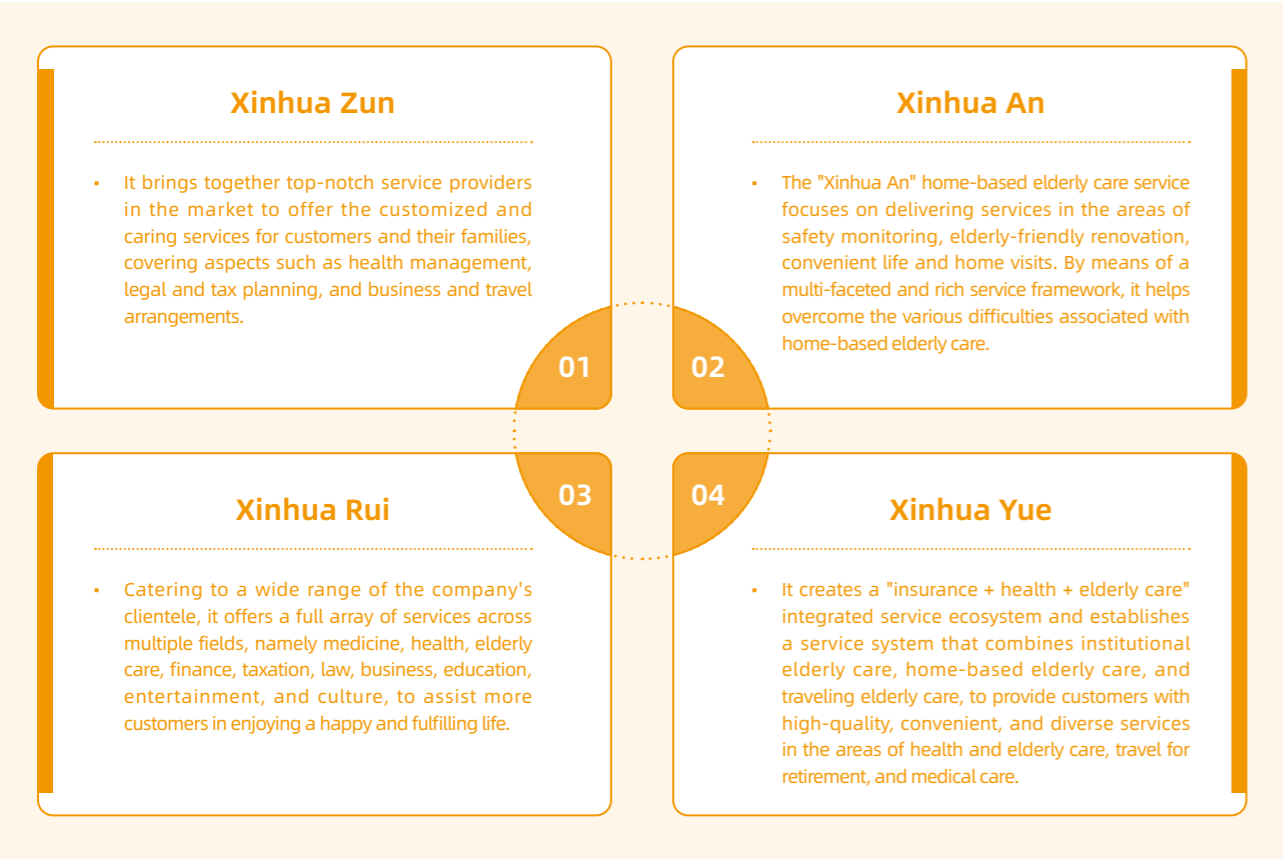 Xinhua Zun
• It brings together top-notch service providers
in the market to offer the customized and
caring services for customers and their families,
covering aspects such as health management,
legal and tax planning, and business and travel
arrangements.
01
Xinhua An
• The "Xinhua An" home-based elderly care service
focuses on delivering services in the areas of
safety monitoring, elderly-friendly renovation,
convenient life and home visits. By means of a
multi-faceted and rich service framework, it helps
overcome the various difficulties associated with
home-based elderly care.
02
Xinhua Rui
• Catering to a wide range of the company's
clientele, it offers a full array of services across
multiple fields, namely medicine, health, elderly
care, finance, taxation, law, business, education,
entertainment, and culture, to assist more
customers in enjoying a happy and fulfilling life.
03
Xinhua Yue
• It creates a "insurance + health + elderly care"
integrated service ecosystem and establishes
a service system that combines institutional
elderly care, home-based elderly care, and
traveling elderly care, to provide customers with
high-quality, convenient, and diverse services
in the areas of health and elderly care, travel for
retirement, and medical care.
04